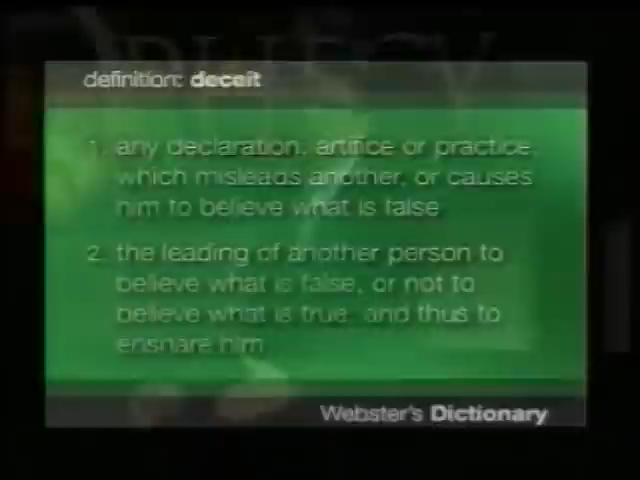 definition: deceit
1. any declaration, artifice or practice,
which misleads another, or causes
him to believe what is false
2. the leading of another person to
believe what is false, or not to
believe what is true, and thus to
ensnare him
Webster's Dictionary